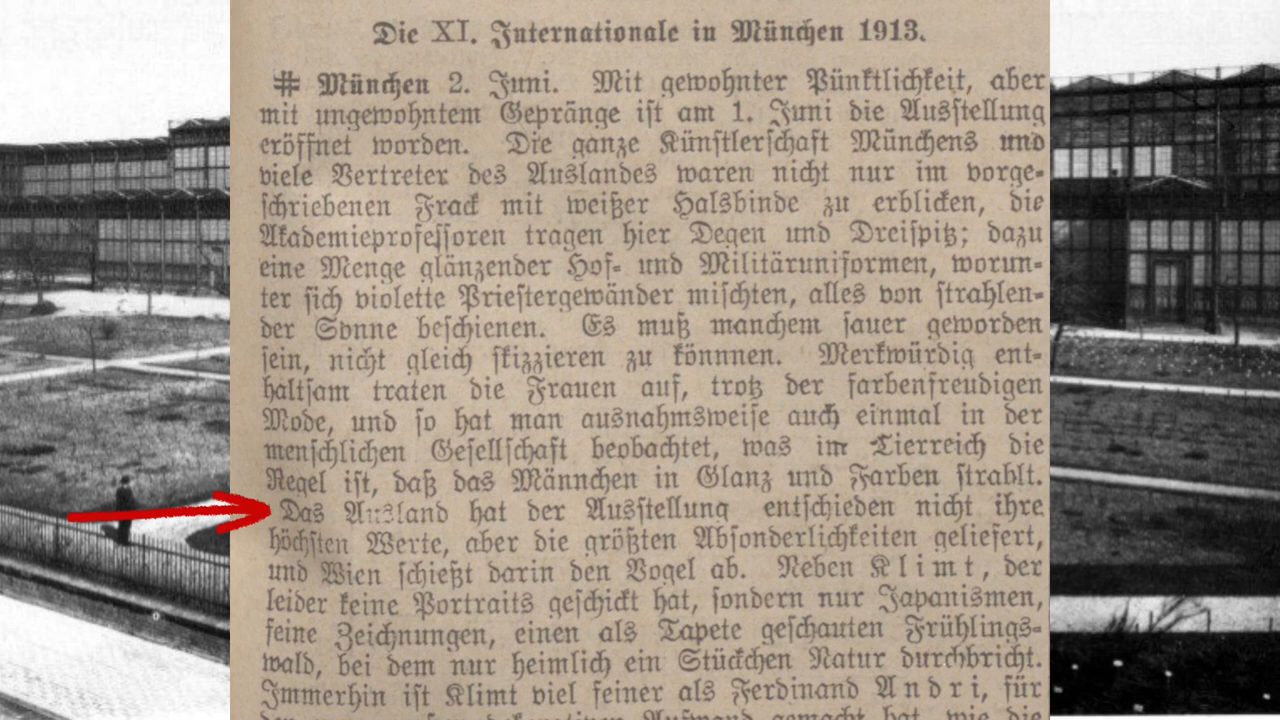 Die XI. Internationale in München 1913.
# München 2. Juni. Mit gewohnter Pünktlichkeit, aber
mit ungewohntem Gepränge ist am 1. Juni die Ausstellung
eröffnet worden. Die ganze Künstlerschaft Münchens und
viele Vertreter des Auslandes waren nicht nur im vorge-
schriebenen Frack mit weißer Halsbinde zu erblicken, die
Akademieprofessoren tragen hier Degen und Dreispitz; dazu
eine Menge glänzender Hof- und Militäruniformen, worun-
ter sich violette Priestergewänder mischten, alles von strahlen-
der Sonne beschienen. Es muß manchem sauer geworden
sein, nicht gleich skizzieren zu könnnen. Merkwürdig ent-
haltsam traten die Frauen auf, trotz der farbenfreudigen
Mode, und so hat man ausnahmsweise auch einmal in der
menschlichen Gesellschaft beobachtet, was im Tierreich die
Regel ist, daß das Männchen in Glanz und Farben strahlt.
Das Ausland hat der Ausstellung entschieden nicht ihre
höchsten Werte, aber die größten Absonderlichkeiten geliefert,
und Wien schießt darin den Vogel ab. Neben Klimt, der
leider keine Portraits geschickt hat, sondern nur Japanismen,
feine Zeichnungen, einen als Tapete geschauten Frühlings-
wald, bei dem nur heimlich ein Stückchen Natur durchbricht.
Immerhin ist Klimt viel feiner als Ferdinand Andri, für
den dekorativen Aufwand gemacht hat, wie die